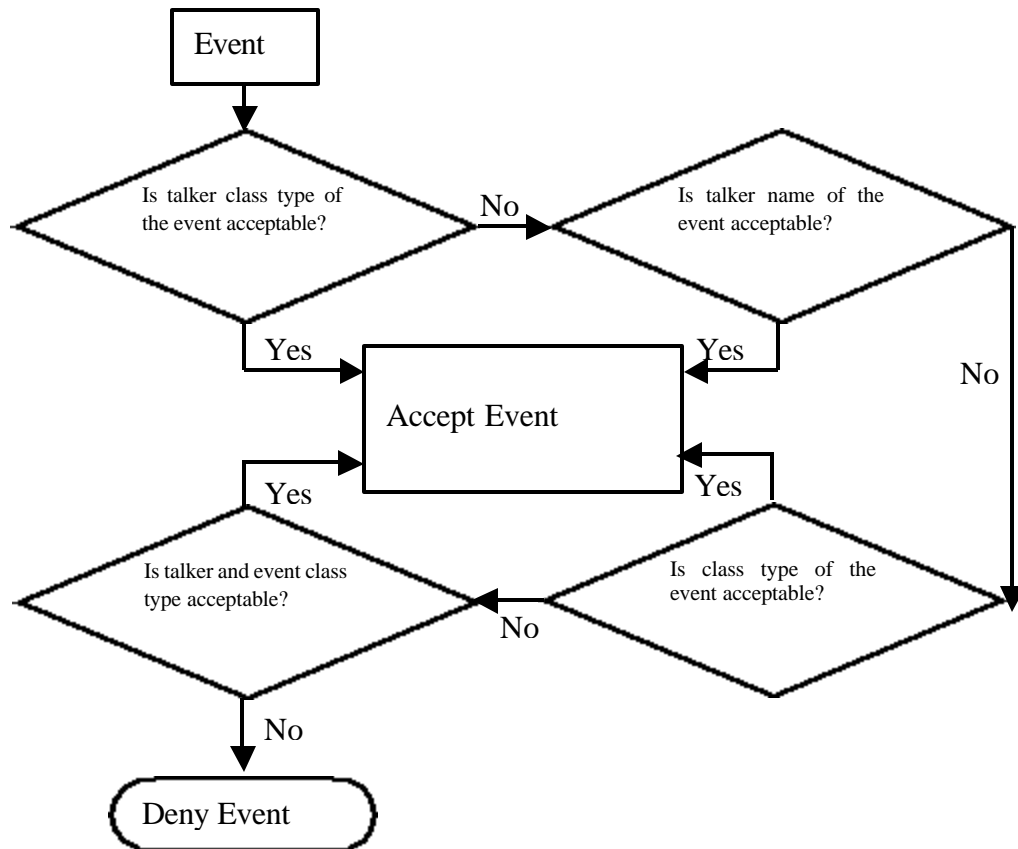 Event
Is talker class type of
the event acceptable?
No
Is talker name of the
event acceptable?
Yes
Yes
No
Accept Event
Yes
Yes
Is talker and event class
type acceptable?
Is class type of the
event acceptable?
No
No
Deny Event